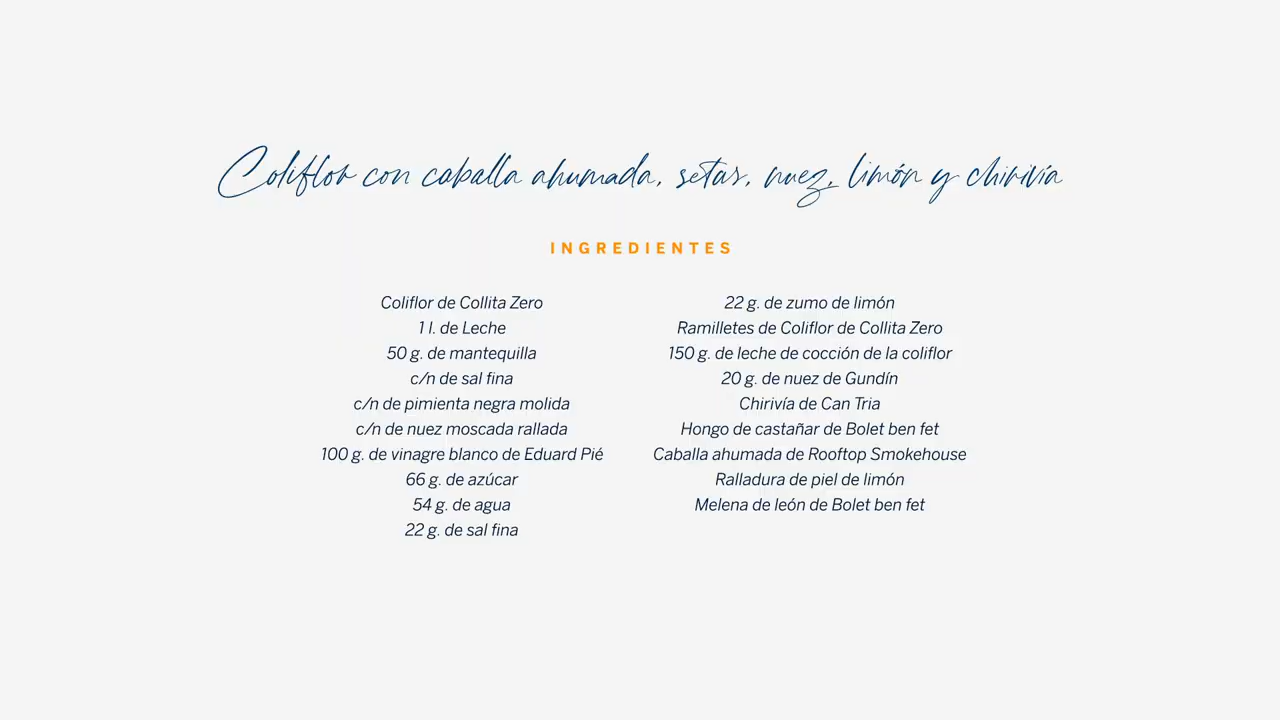 Coliflor con caballa ahumada, setas, nuez, limón y chirivía
INGREDIENTES
Coliflor de Collita Zero
1 l. de Leche
50 g. de mantequilla
c/n de sal fina
c/n de pimienta negra molida
c/n de nuez moscada rallada
100 g. de vinagre blanco de Eduard Pié
66 g. de azúcar
54 g. de agua
22 g. de sal fina
22 g. de zumo de limón
Ramilletes de Coliflor de Collita Zero
150 g. de leche de cocción de la coliflor
20 g. de nuez de Gundín
Chirivía de Can Tria
Hongo de castañar de Bolet ben fet
Caballa ahumada de Rooftop Smokehouse
Ralladura de piel de limón
Melena de león de Bolet ben fet